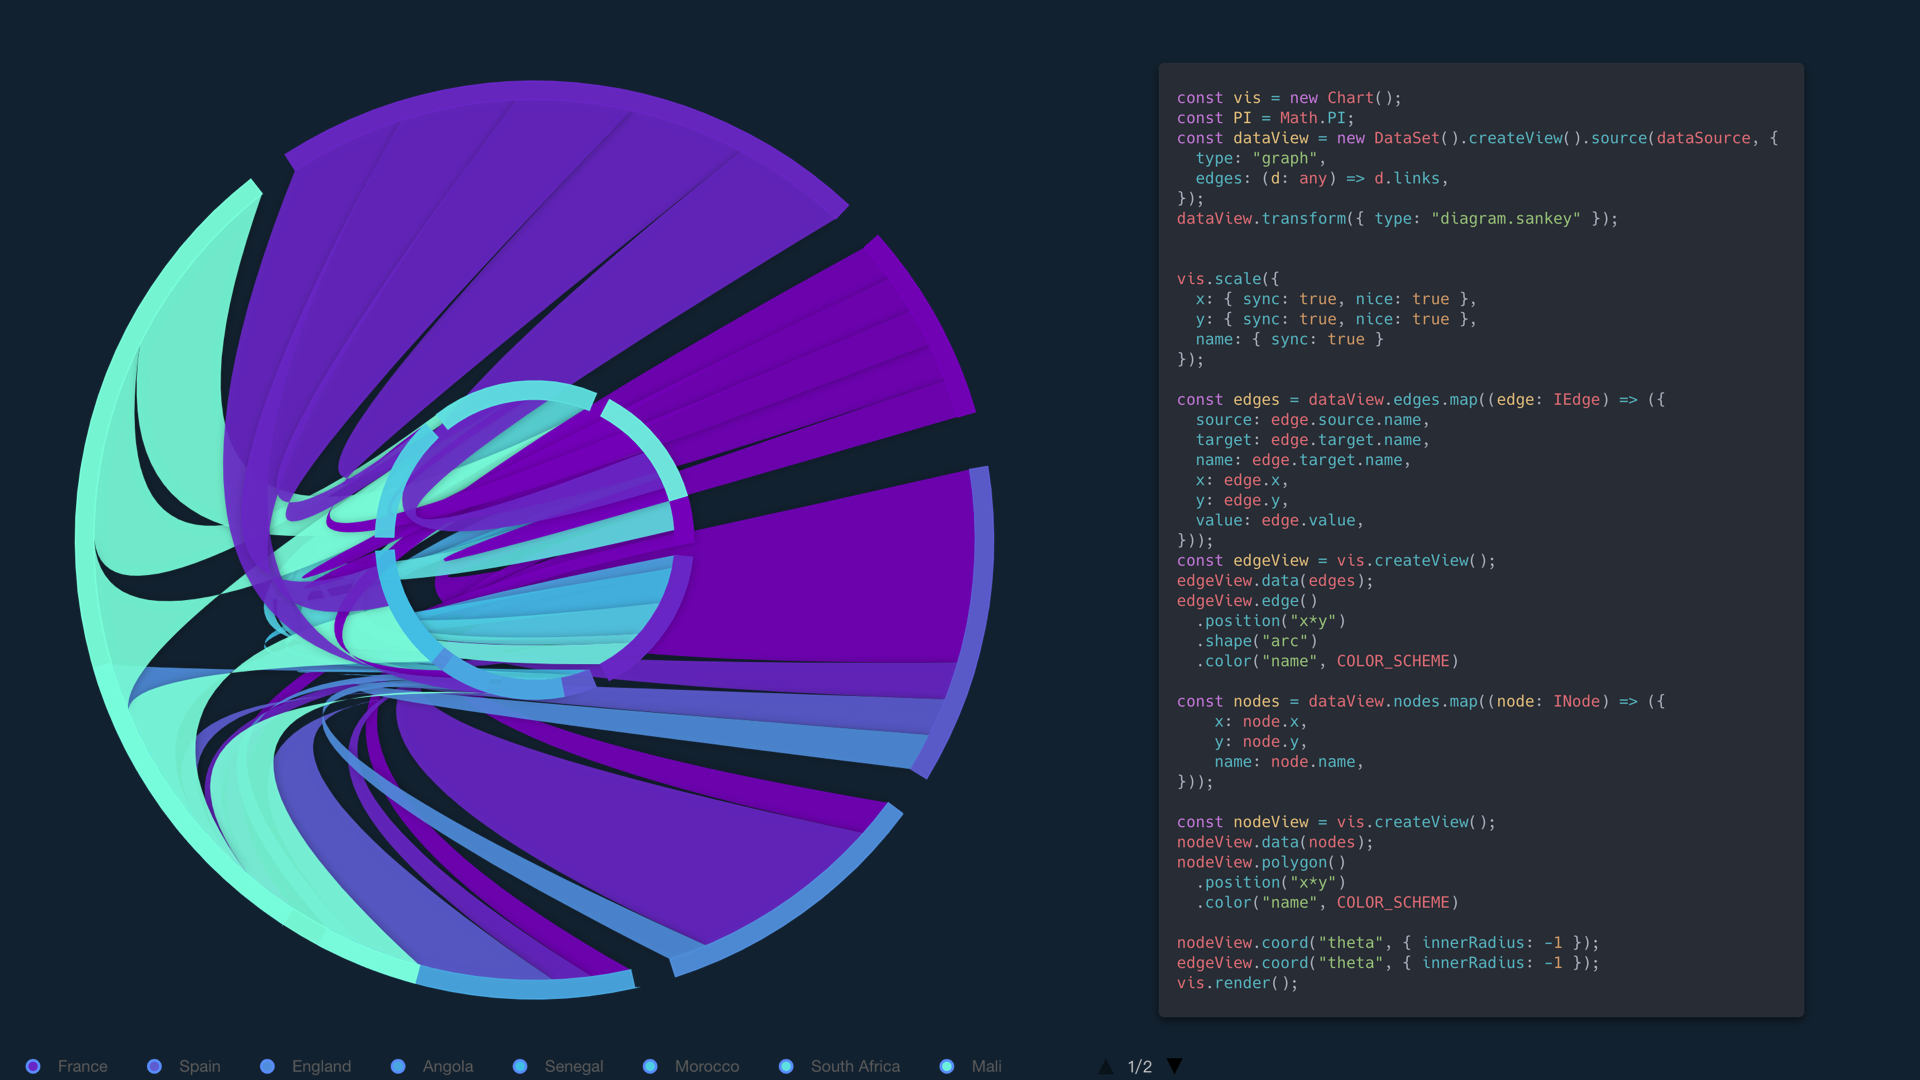 const vis = new Chart();
const PI = Math.PI;
const dataView = new DataSet().createView().source(dataSource, {
  type: "graph",
  edges: (d: any) => d.links,
});
dataView.transform({ type: "diagram.sankey" });
vis.scale({
  x: { sync: true, nice: true },
  y: { sync: true, nice: true },
  name: { sync: true }
});
const edges = dataView.edges.map((edge: IEdge) => ({
  source: edge.source.name,
  target: edge.target.name,
  name: edge.target.name,
  x: edge.x,
  y: edge.y,
  value: edge.value,
}));
const edgeView = vis.createView();
edgeView.data(edges);
edgeView.edge()
  .position("x*y")
  .shape("arc")
  .color("name", COLOR_SCHEME)
const nodes = dataView.nodes.map((node: INode) => ({
    x: node.x,
    y: node.y,
    name: node.name,
}));
const nodeView = vis.createView();
nodeView.data(nodes);
nodeView.polygon()
  .position("x*y")
  .color("name", COLOR_SCHEME)
nodeView.coord("theta", { innerRadius: -1 });
edgeView.coord("theta", { innerRadius: -1 });
vis.render();
France Spain England Angola Senegal Morocco South Africa Mali 1/2